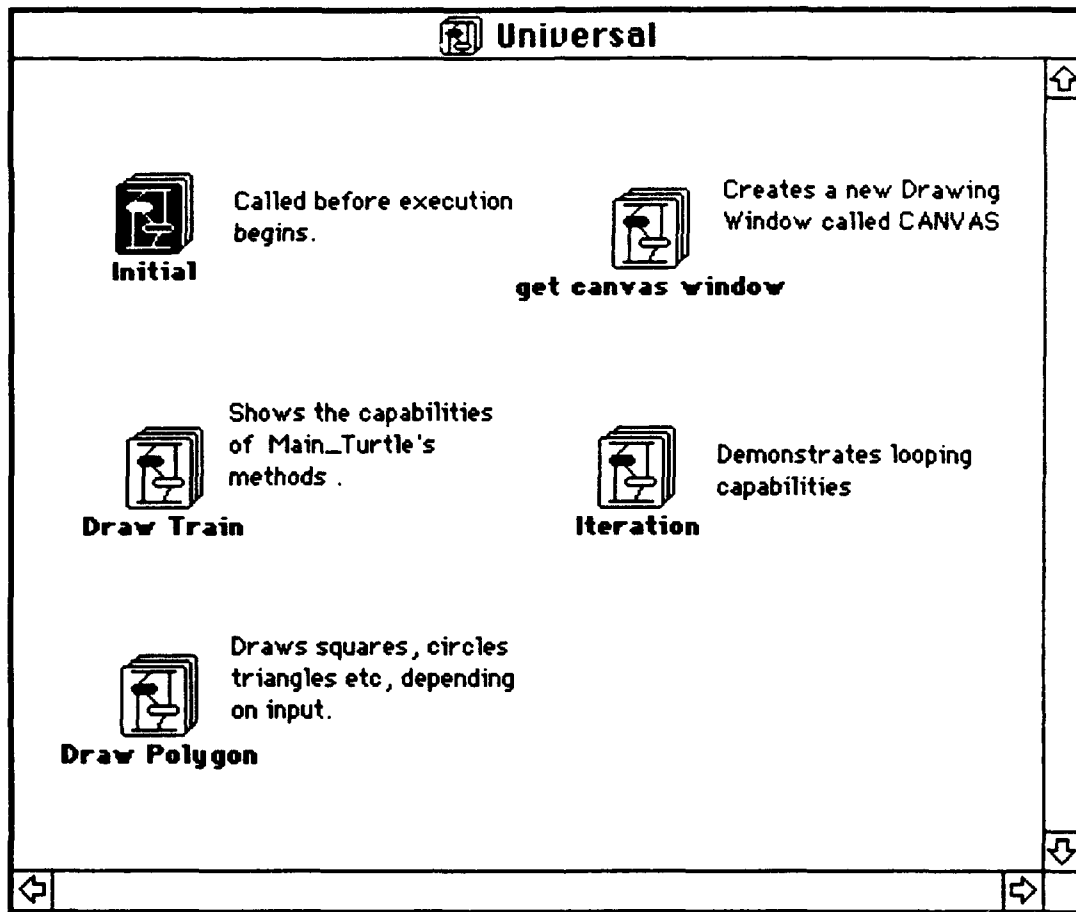 Universal
Called before execution
begins.
Initial
Creates a new Drawing
Window called CANVAS
get canvas window
Shows the capabilities
of Main_Turtle's
methods .
Draw Train
Demonstrates looping
capabilities
Iteration
Draws squares, circles
triangles etc, depending
on input.
Draw Polygon